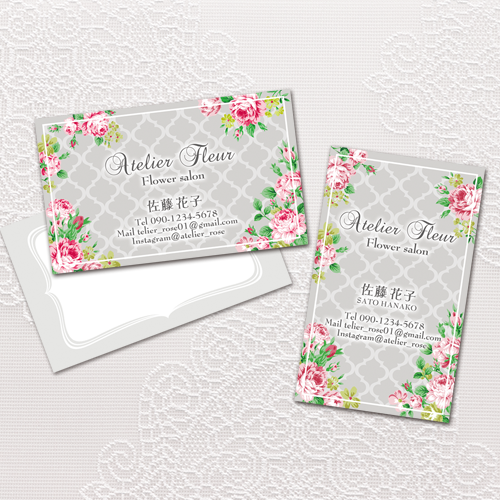 Atelier Fleur
Flower salon
佐藤 花子
Tel 090-1234-5678
Mail telier_rose01@gmail.com
Instagram@atelier_rose
Atelier Fleur
Flower salon
佐藤 花子
SATO HANAKO
Tel 090-1234-5678
Mail telier_rose01@gmail.com
Instagram@atelier_rose